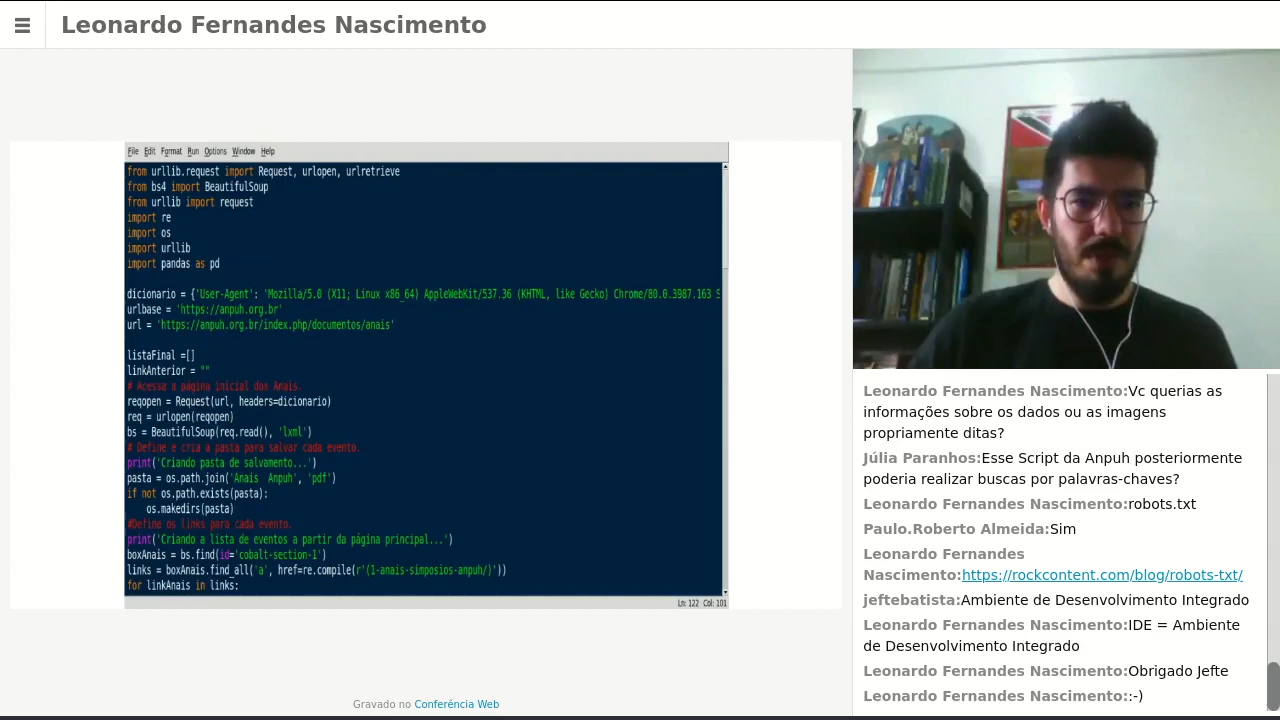 Leonardo Fernandes Nascimento
File Edit Format Run Options Window Help
from urllib.request import Request, urlopen, urlretrieve
from bs4 import BeautifulSoup
from urllib import request
import re
import os
import urllib
import pandas as pd
dicionario = {'User-Agent': 'Mozilla/5.0 (X11; Linux x86_64) AppleWebKit/537.36 (KHTML, like Gecko) Chrome/80.0.3987.163 S
urlbase = 'https://anpuh.org.br'
url = 'https://anpuh.org.br/index.php/documentos/anais'
listaFinal =[]
linkAnterior = ""
# Acessa a página inicial dos Anais.
reqopen = Request(url, headers=dicionario)
req = urlopen(reqopen)
bs = BeautifulSoup(req.read(), 'lxml')
# Define e cria a pasta para salvar cada evento.
print('Criando pasta de salvamento...')
pasta = os.path.join('Anais Anpuh', 'pdf')
if not os.path.exists(pasta):
os.makedirs(pasta)
#Define os links para cada evento.
print('Criando a lista de eventos a partir da página principal...')
boxAnais = bs.find(id='cobalt-section-1')
links = boxAnais.find_all('a', href=re.compile(r'(1-anais-simposios-anpuh/)'))
for linkAnais in links:
Ln: 122 Col: 101
Gravado no Conferência Web
Leonardo Fernandes Nascimento:Vc querias as
informações sobre os dados ou as imagens
propriamente ditas?
Júlia Paranhos:Esse Script da Anpuh posteriormente
poderia realizar buscas por palavras-chaves?
Leonardo Fernandes Nascimento:robots.txt
Paulo.Roberto Almeida:Sim
Leonardo Fernandes
Nascimento:https://rockcontent.com/blog/robots-txt/
jeftebatista:Ambiente de Desenvolvimento Integrado
Leonardo Fernandes Nascimento:IDE = Ambiente
de Desenvolvimento Integrado
Leonardo Fernandes Nascimento:Obrigado Jefte
Leonardo Fernandes Nascimento::-)